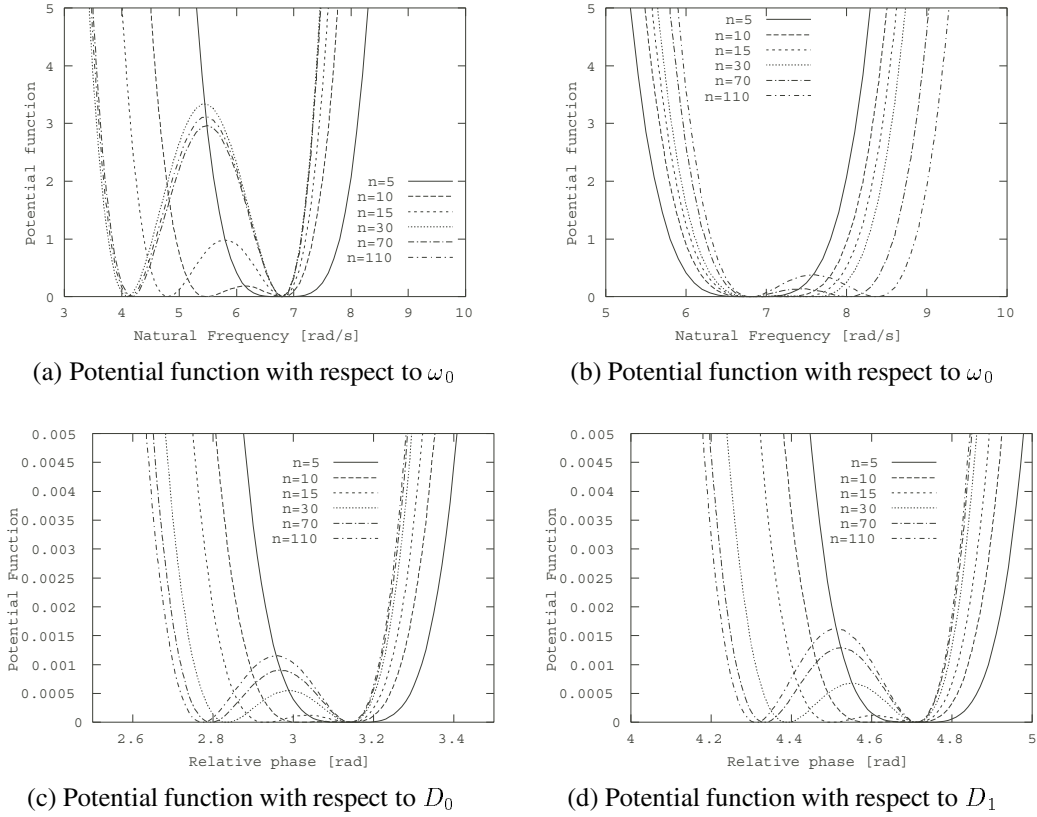 5
4
3
2
1
0
Potential function
n=5
n=10
n=15
n=30
n=70
n=110
3 4 5 6 7 8 9 10
Natural Frequency [rad/s]
(a) Potential function with respect to ω₀
5
4
3
2
1
0
Potential function
n=5
n=10
n=15
n=30
n=70
n=110
5 6 7 8 9 10
Natural Frequency [rad/s]
(b) Potential function with respect to ω₀
0.005
0.0045
0.004
0.0035
0.003
0.0025
0.002
0.0015
0.001
0.0005
0
Potential Function
n=5
n=10
n=15
n=30
n=70
n=110
2.6 2.8 3 3.2 3.4
Relative phase [rad]
(c) Potential function with respect to D₀
0.005
0.0045
0.004
0.0035
0.003
0.0025
0.002
0.0015
0.001
0.0005
0
Potential Function
n=5
n=10
n=15
n=30
n=70
n=110
4 4.2 4.4 4.6 4.8 5
Relative phase [rad]
(d) Potential function with respect to D₁